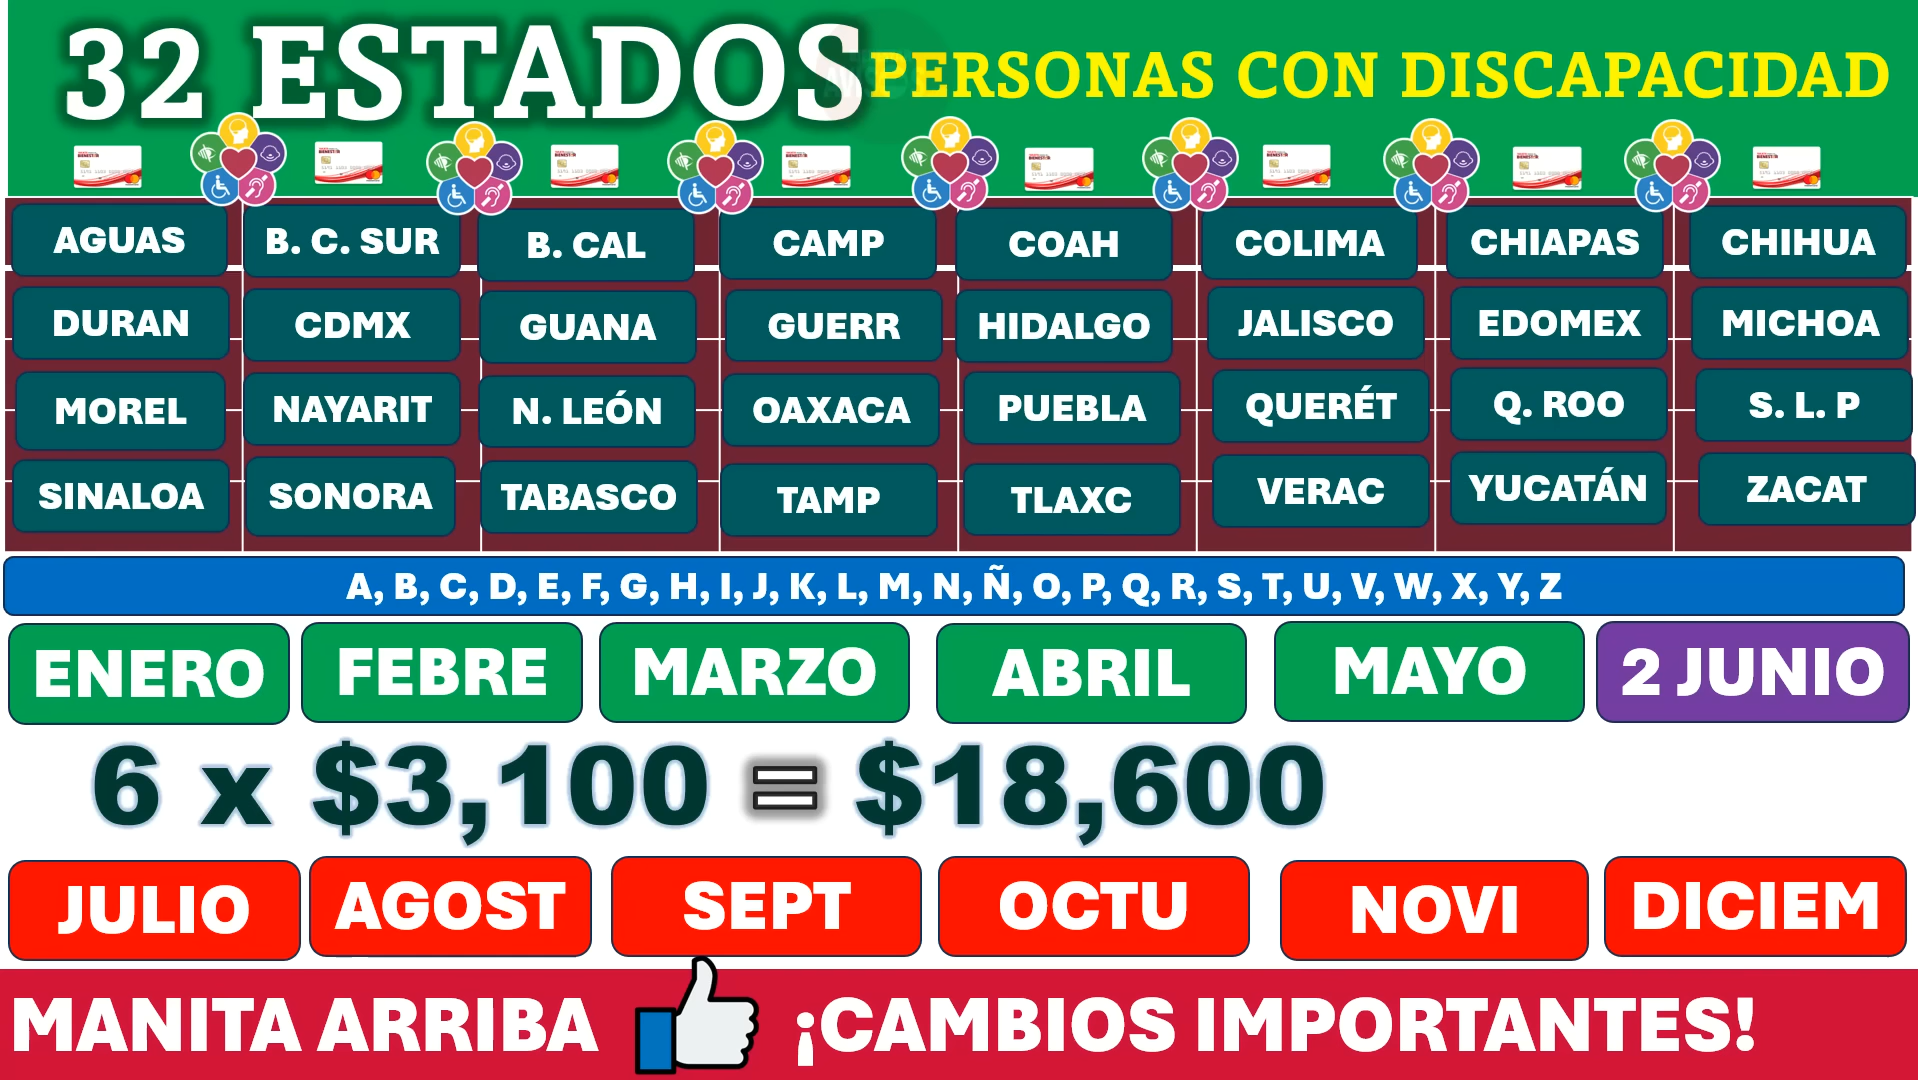 32 ESTADOS PERSONAS CON DISCAPACIDAD
AGUAS B. C. SUR B. CAL CAMP COAH COLIMA CHIAPAS CHIHUA
DURAN CDMX GUANA GUERR HIDALGO JALISCO EDOMEX MICHOA
MOREL NAYARIT N. LEÓN OAXACA PUEBLA QUERÉT Q. ROO S. L. P
SINALOA SONORA TABASCO TAMP TLAXC VERAC YUCATÁN ZACAT
A, B, C, D, E, F, G, H, I, J, K, L, M, N, Ñ, O, P, Q, R, S, T, U, V, W, X, Y, Z
ENERO FEBRE MARZO ABRIL MAYO 2 JUNIO
6 x $3,100 = $18,600
JULIO AGOST SEPT OCTU NOVI DICIEM
MANITA ARRIBA ¡CAMBIOS IMPORTANTES!